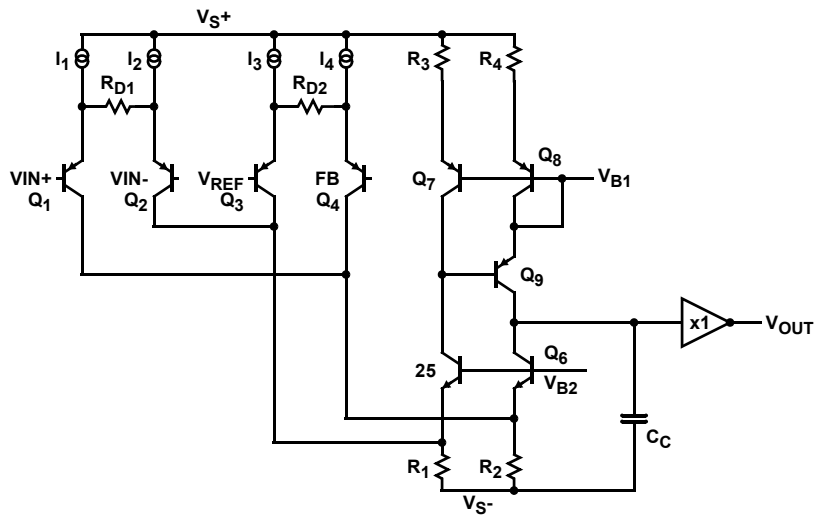 VS+
I1
I2
I3
I4
R3
R4
RD1
RD2
Q8
VIN+
VIN-
VREF
FB
Q7
VB1
Q1
Q2
Q3
Q4
Q9
x1
VOUT
25
Q6
VB2
CC
R1
R2
VS-